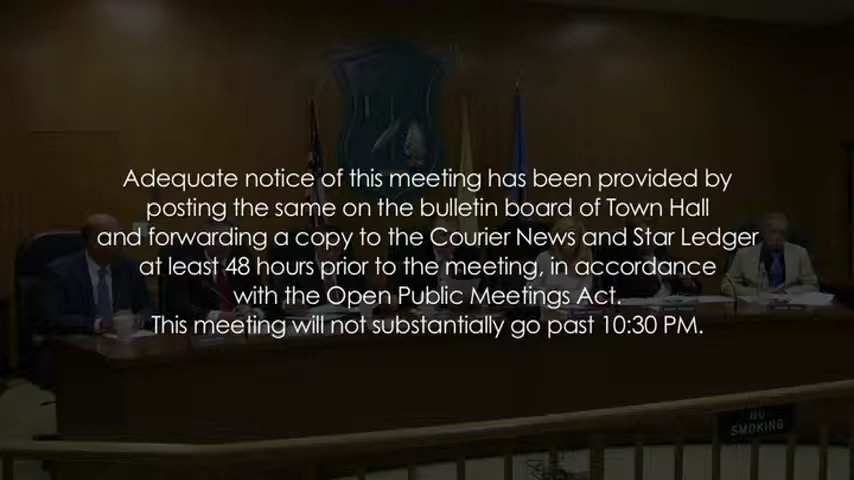 Adequate notice of this meeting has been provided by
posting the same on the bulletin board of Town Hall
and forwarding a copy to the Courier News and Star Ledger
at least 48 hours prior to the meeting, in accordance
with the Open Public Meetings Act.
This meeting will not substantially go past 10:30 PM.
NO
SMOKING